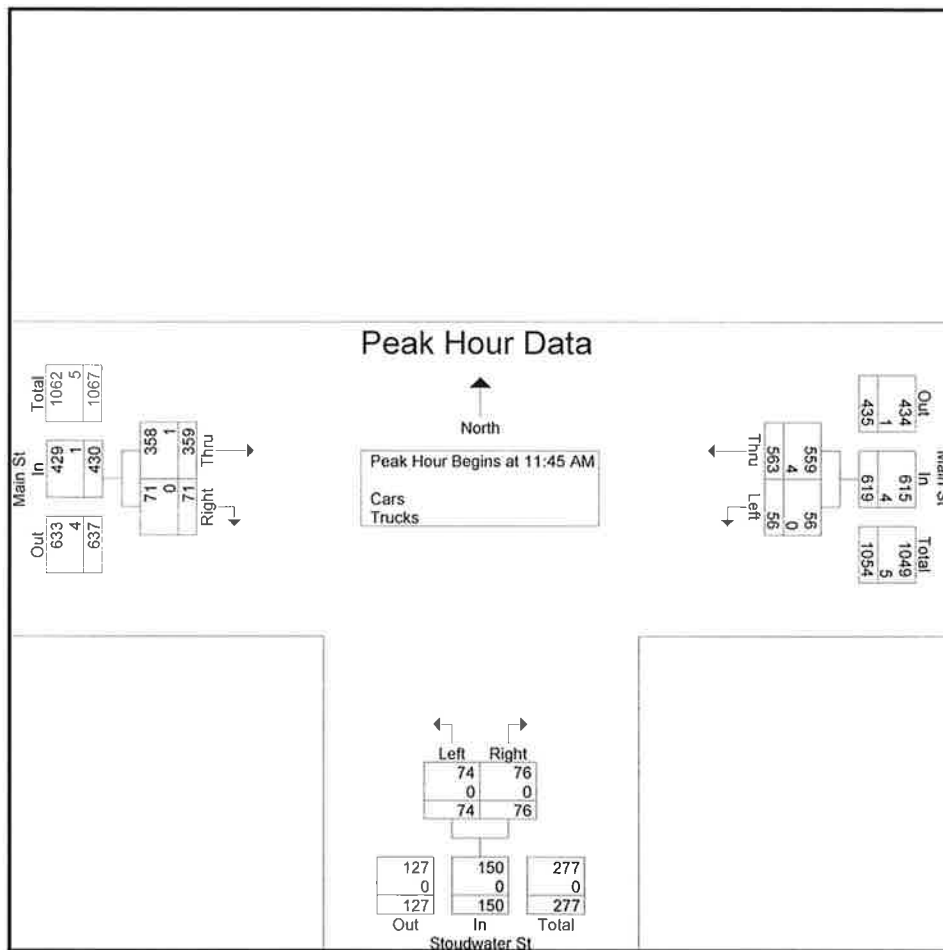 Peak Hour Data
North
Peak Hour Begins at 11:45 AM
Cars
Trucks
Main St
Out In Total
633 429 1062
4 1 5
637 430 1067
Right Thru
71 358
0 1
71 359
Out In Total
434 615 1049
1 4 5
435 619 1054
Thru Left
559 56
4 0
563 56
Left Right
74 76
0 0
74 76
127 150 277
0 0 0
127 150 277
Out In Total
Stoudwater St